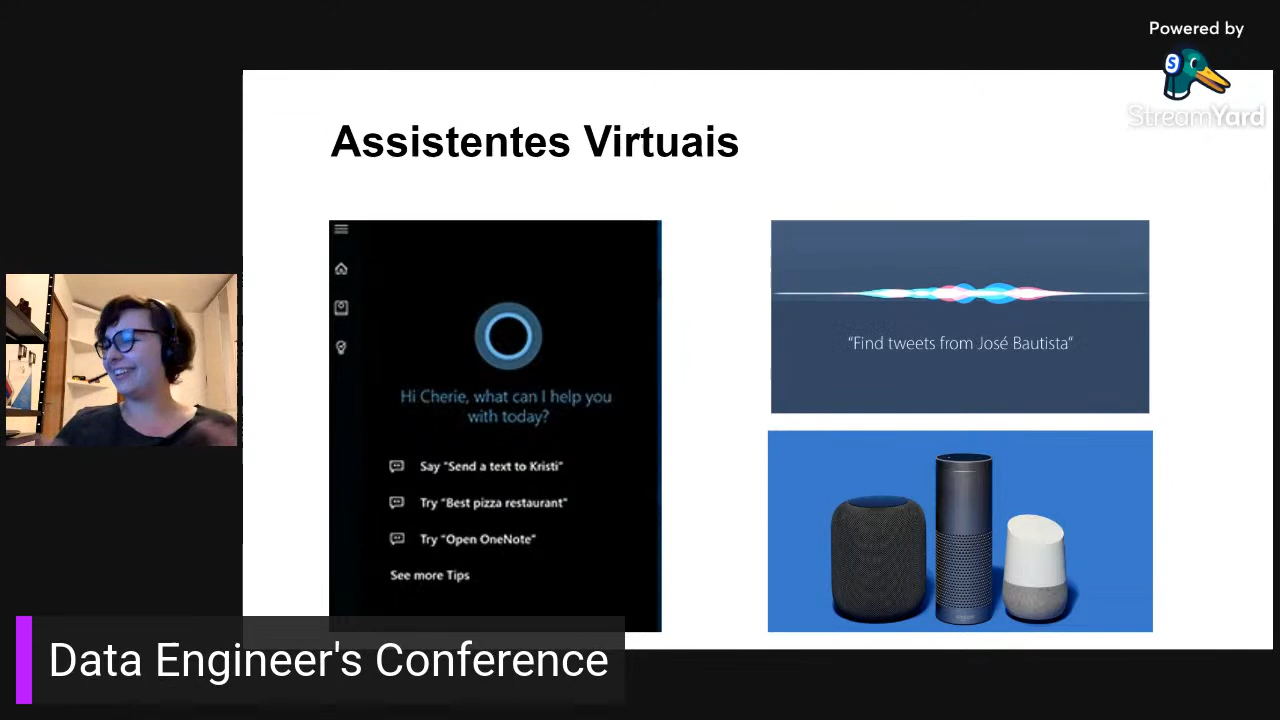 Powered by
StreamYard
Assistentes Virtuais
Hi Cherie, what can I help you
with today?
Say "Send a text to Kristi"
Try "Best pizza restaurant"
Try "Open OneNote"
See more Tips
“Find tweets from José Bautista”
Data Engineer's Conference